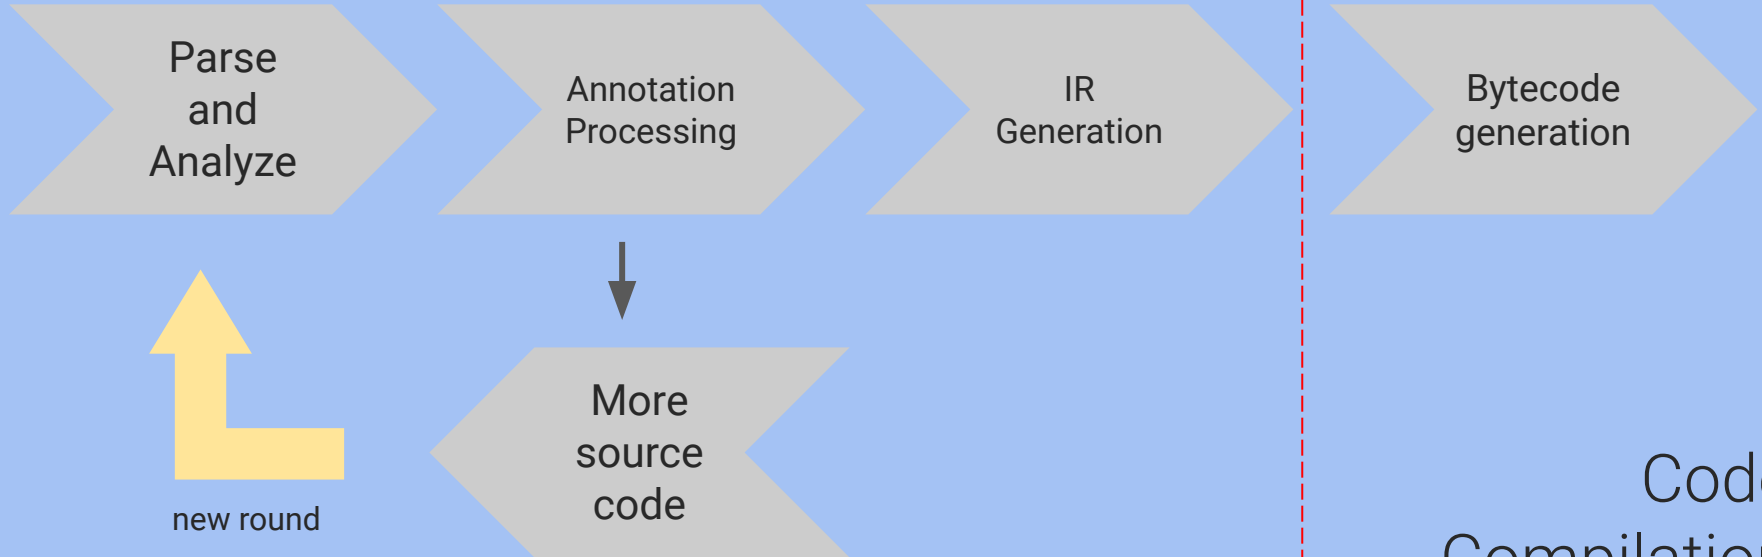 Parse
and
Analyze
Annotation
Processing
IR
Generation
Bytecode
generation
More
source
code
new round